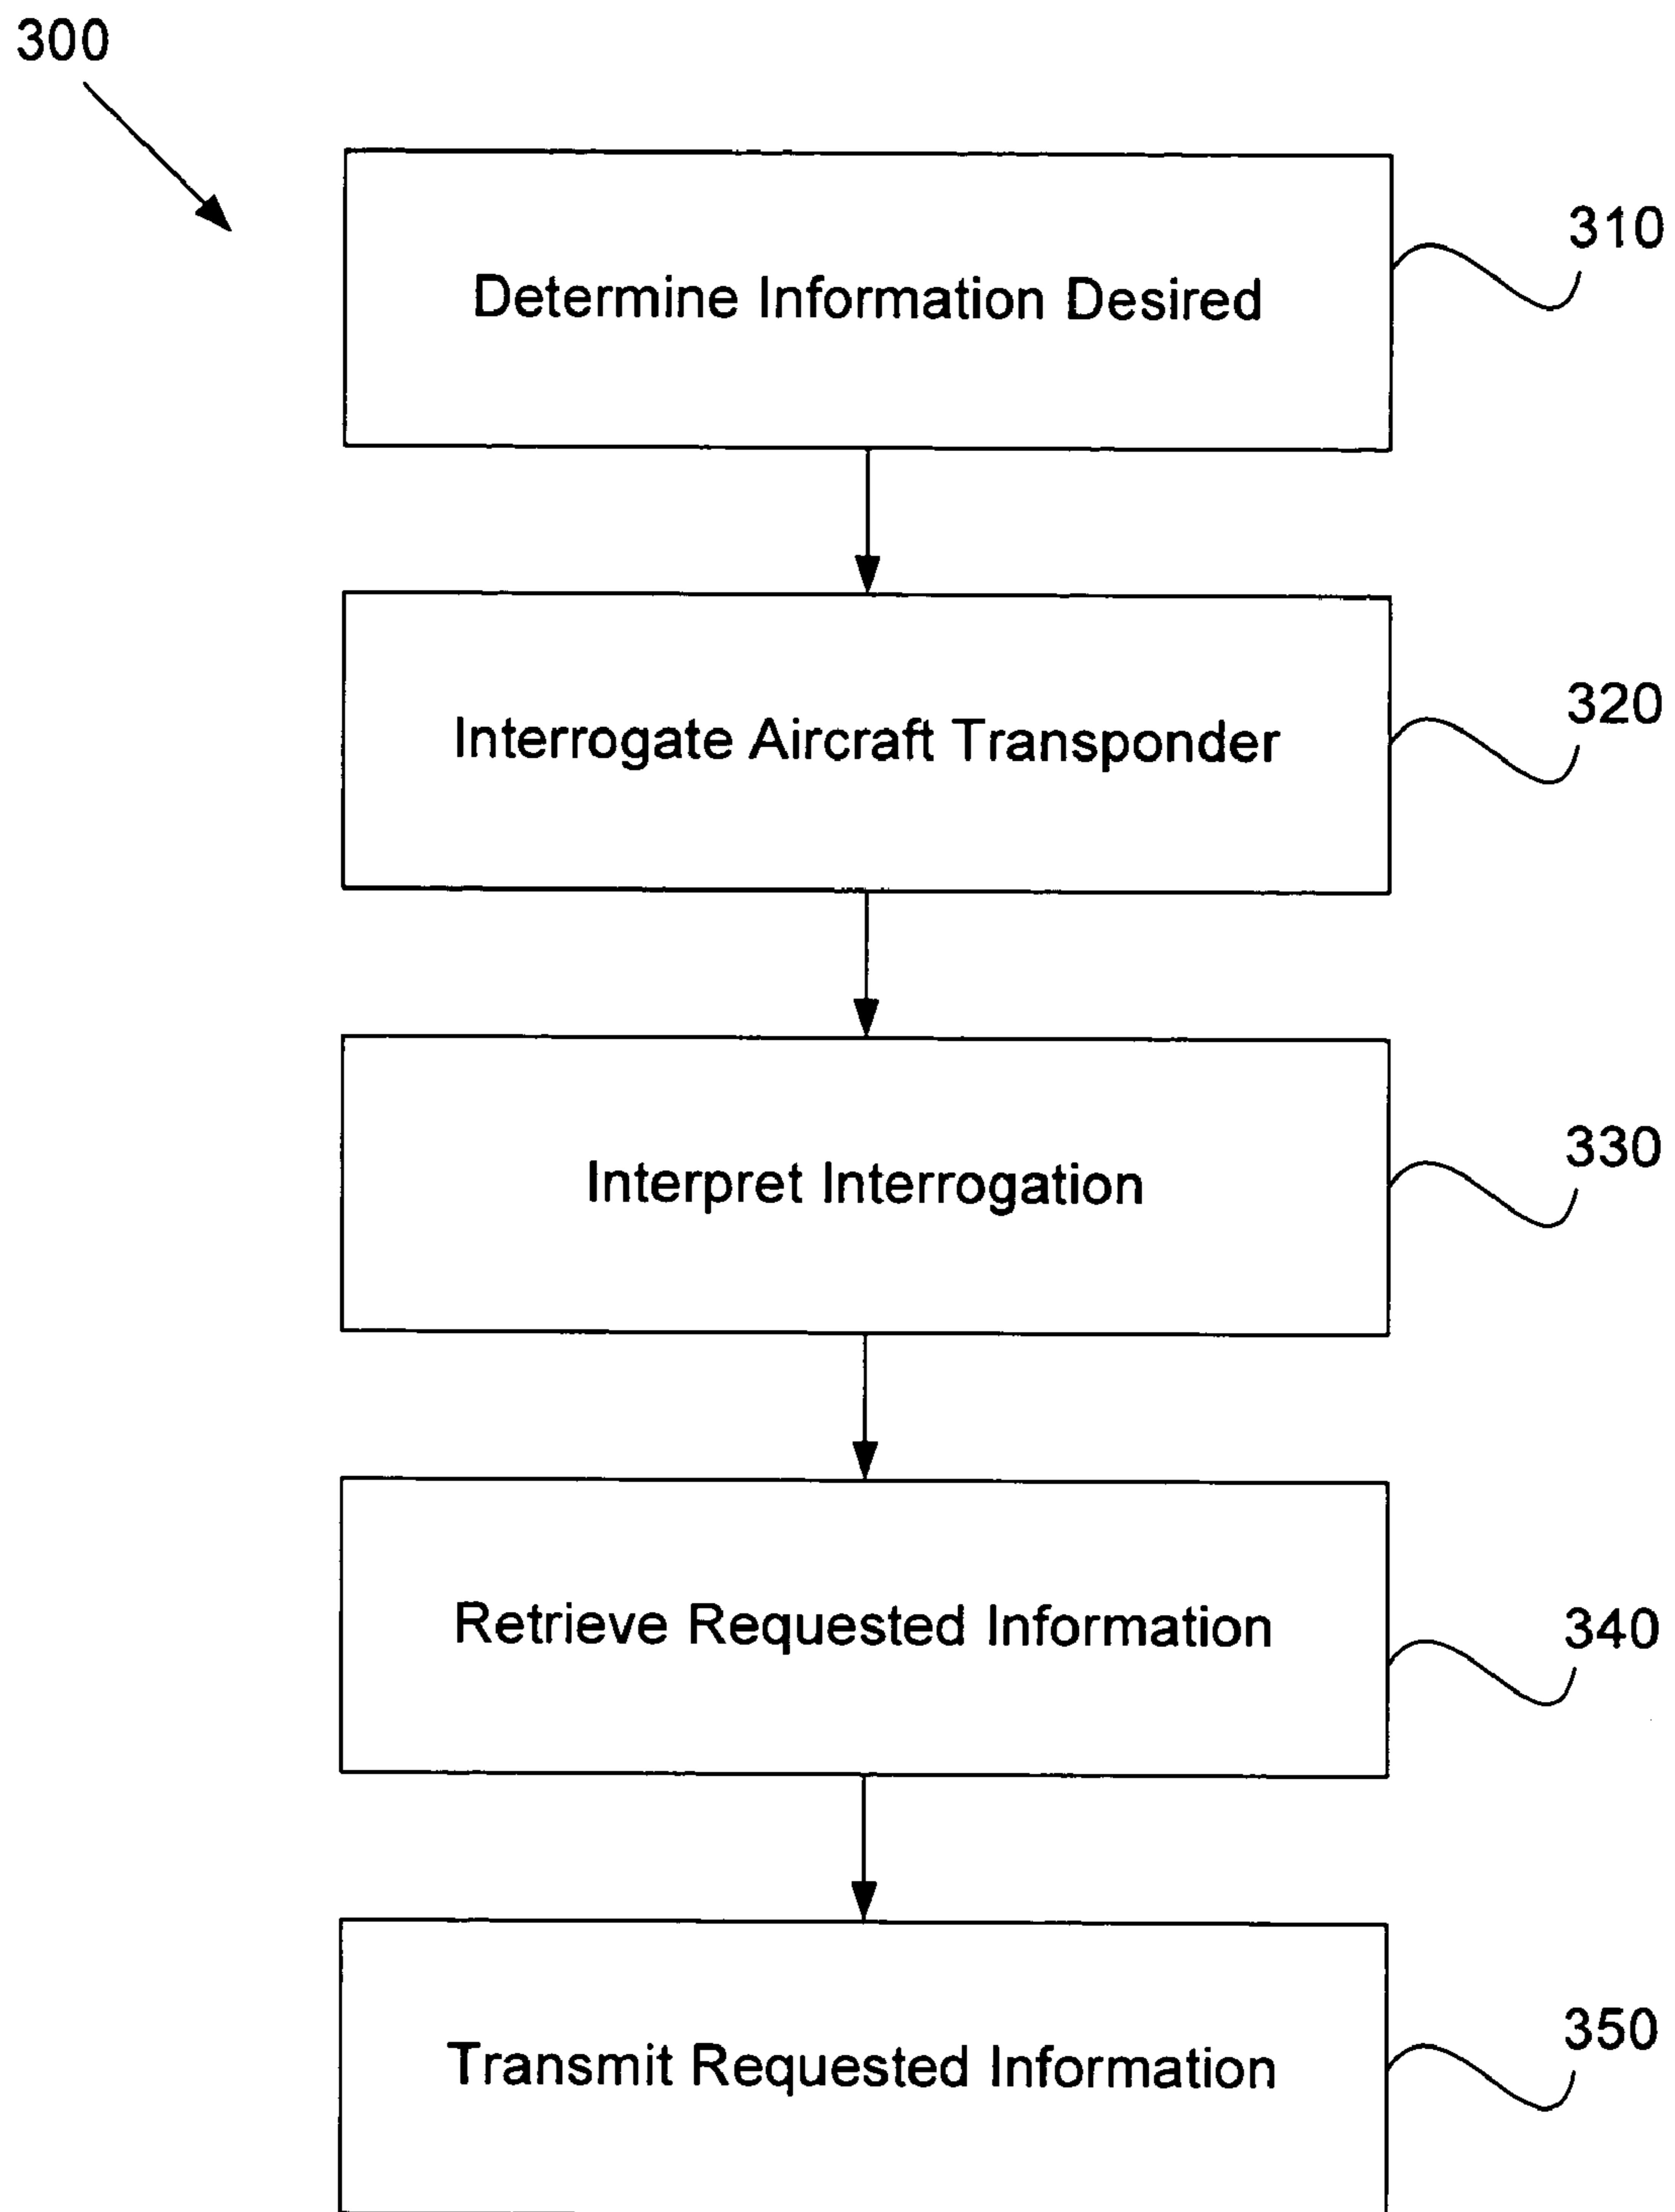 300
Determine Information Desired
310
Interrogate Aircraft Transponder
320
Interpret Interrogation
330
Retrieve Requested Information
340
Transmit Requested Information
350